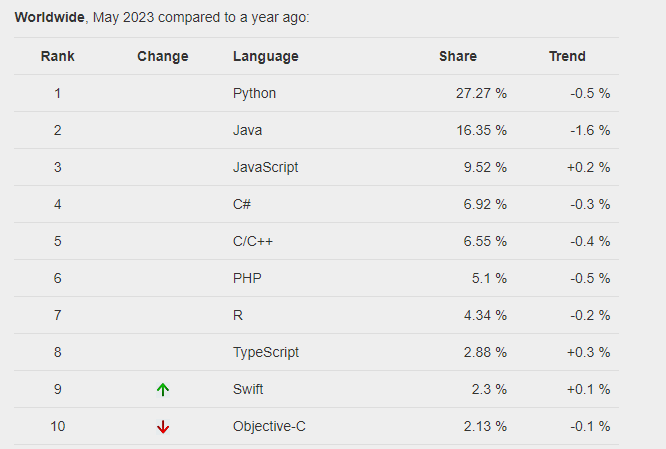 Worldwide, May 2023 compared to a year ago:
Rank Change Language Share Trend
1 Python 27.27 % -0.5 %
2 Java 16.35 % -1.6 %
3 JavaScript 9.52 % +0.2 %
4 C# 6.92 % -0.3 %
5 C/C++ 6.55 % -0.4 %
6 PHP 5.1 % -0.5 %
7 R 4.34 % -0.2 %
8 TypeScript 2.88 % +0.3 %
9 Swift 2.3 % +0.1 %
10 Objective-C 2.13 % -0.1 %